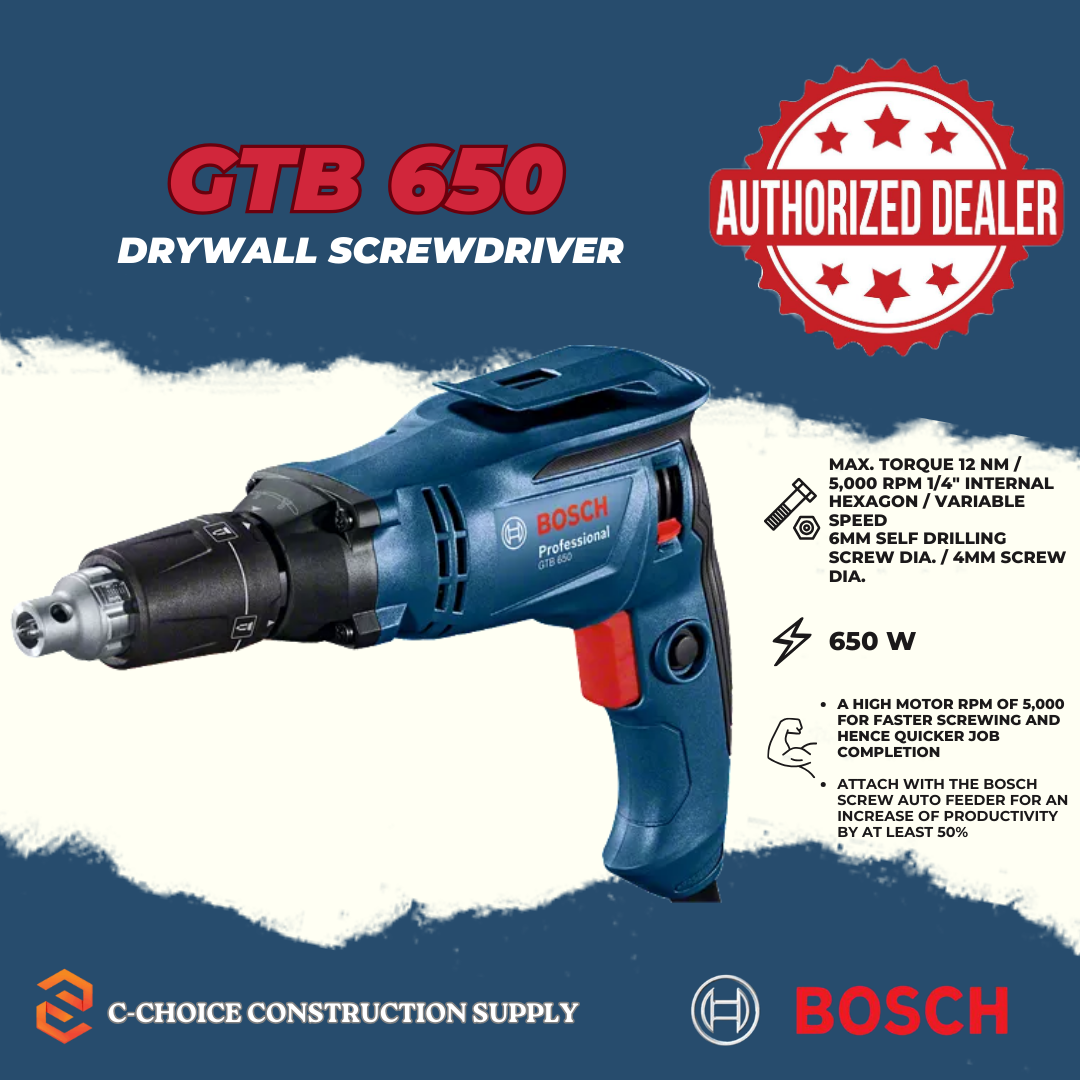 GTB 650
DRYWALL SCREWDRIVER
AUTHORIZED DEALER
BOSCH
Professional
GTB 650
MAX. TORQUE 12 NM /
5,000 RPM 1/4" INTERNAL
HEXAGON / VARIABLE
SPEED
6MM SELF DRILLING
SCREW DIA. / 4MM SCREW
DIA.
650 W
• A HIGH MOTOR RPM OF 5,000
FOR FASTER SCREWING AND
HENCE QUICKER JOB
COMPLETION
• ATTACH WITH THE BOSCH
SCREW AUTO FEEDER FOR AN
INCREASE OF PRODUCTIVITY
BY AT LEAST 50%
C-CHOICE CONSTRUCTION SUPPLY
BOSCH